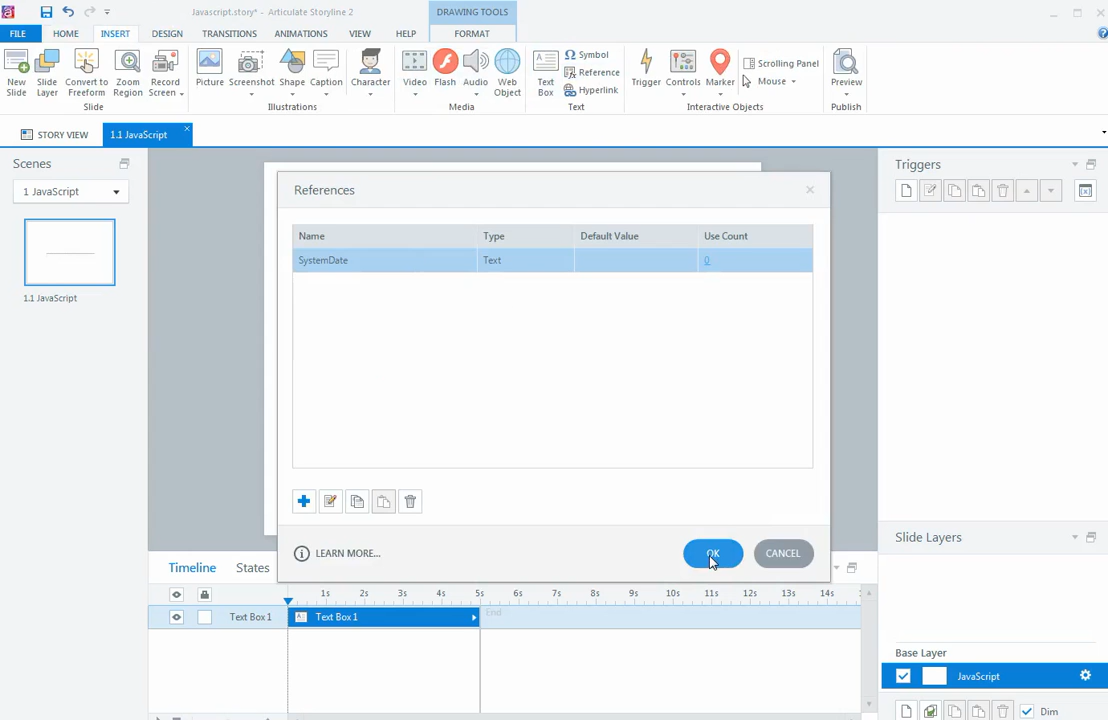 Javascript.story* - Articulate Storyline 2
DRAWING TOOLS
FILE HOME INSERT DESIGN TRANSITIONS ANIMATIONS VIEW HELP FORMAT
New Slide
Slide Layer
Convert to Freeform
Zoom Region
Record Screen
Picture
Screenshot
Shape
Caption
Character
Video
Flash
Audio
Web Object
Text Box
Symbol
Reference
Hyperlink
Trigger
Controls
Marker
Scrolling Panel
Mouse
Preview
Slide Illustrations Media Text Interactive Objects Publish
STORY VIEW 1.1 JavaScript
Scenes
1 JavaScript
1.1 JavaScript
References
Name Type Default Value Use Count
SystemDate Text 0
LEARN MORE...
OK CANCEL
Triggers
Slide Layers
Base Layer
JavaScript
Dim
Timeline States
1s 2s 3s 4s 5s 6s 7s 8s 9s 10s 11s 12s 13s 14s
Text Box 1 Text Box 1 End